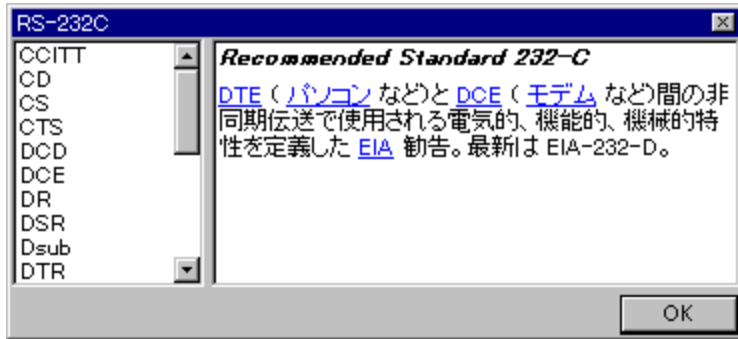 RS-232C
CCITT
CD
CS
CTS
DCD
DCE
DR
DSR
Dsub
DTR
Recommended Standard 232-C
DTE ( パソコン など)と DCE ( モデム など)間の非
同期伝送で使用される電気的、機能的、機械的特
性を定義した EIA 勧告。最新は EIA-232-D。
OK